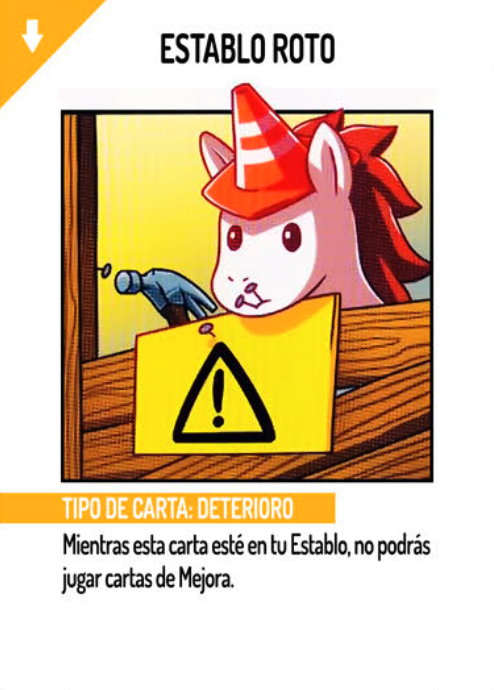 ESTABLO ROTO
!
TIPO DE CARTA: DETERIORO
Mientras esta carta esté en tu Establo, no podrás
jugar cartas de Mejora.